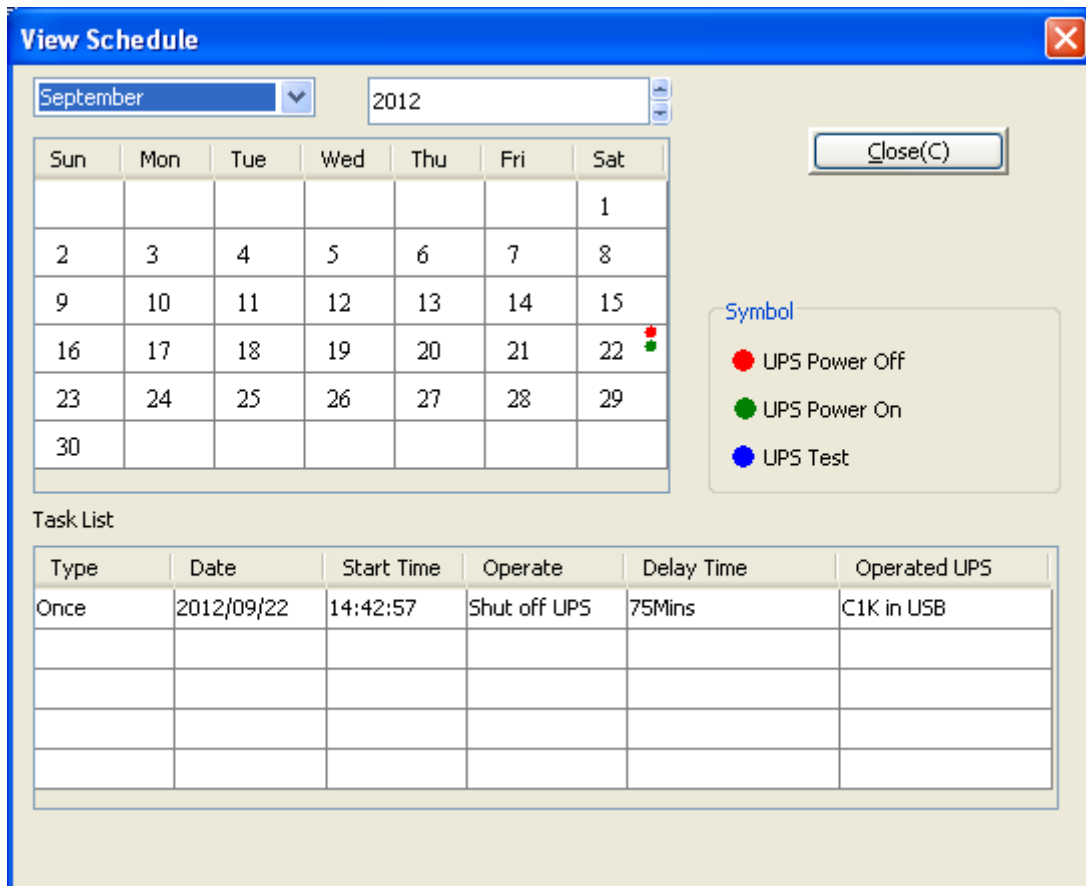 View Schedule
September 2012
Close(C)
Sun Mon Tue Wed Thu Fri Sat
1
2 3 4 5 6 7 8
9 10 11 12 13 14 15
16 17 18 19 20 21 22
23 24 25 26 27 28 29
30
Symbol
UPS Power Off
UPS Power On
UPS Test
Task List
Type Date Start Time Operate Delay Time Operated UPS
Once 2012/09/22 14:42:57 Shut off UPS 75Mins C1K in USB